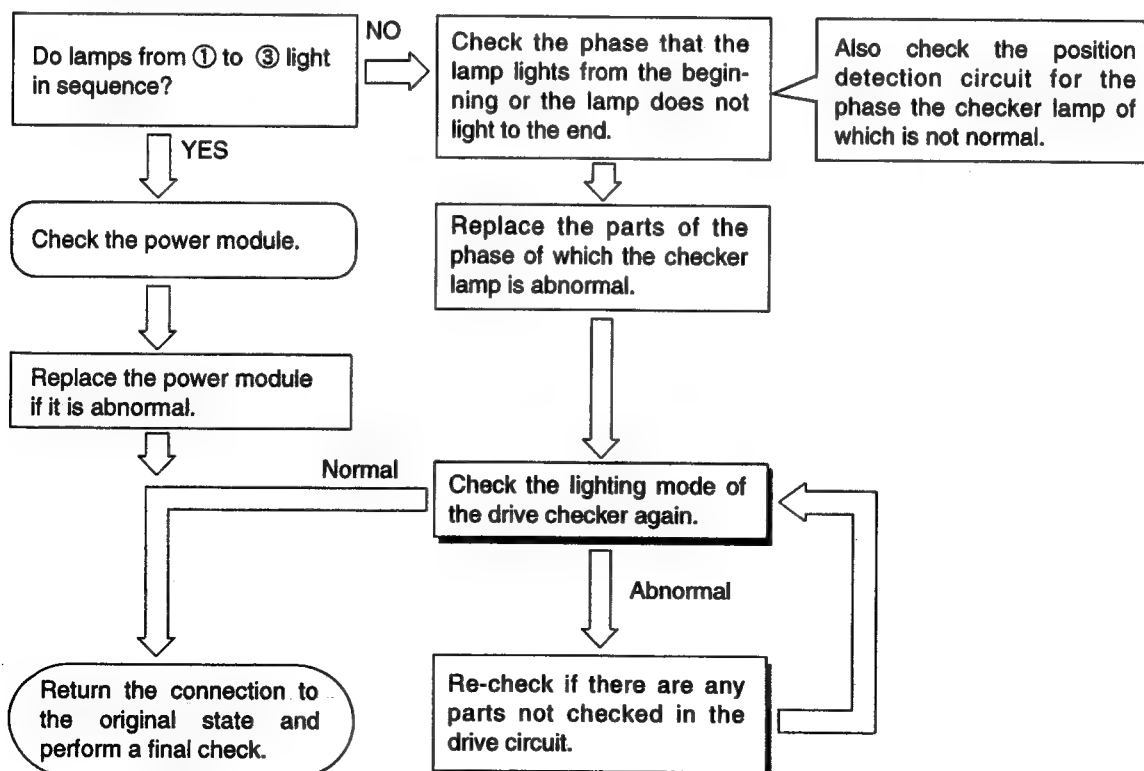 Do lamps from ① to ③ light
in sequence?
NO
Check the phase that the
lamp lights from the begin-
ning or the lamp does not
light to the end.
Also check the position
detection circuit for the
phase the checker lamp of
which is not normal.
YES
Check the power module.
Replace the parts of the
phase of which the checker
lamp is abnormal.
Replace the power module
if it is abnormal.
Normal
Check the lighting mode of
the drive checker again.
Abnormal
Return the connection to
the original state and
perform a final check.
Re-check if there are any
parts not checked in the
drive circuit.